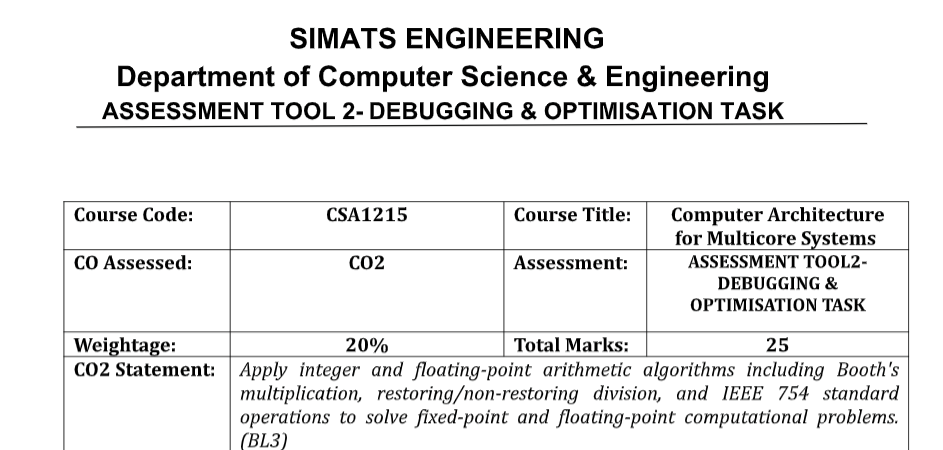 SIMATS ENGINEERING
Department of Computer Science & Engineering
ASSESSMENT TOOL 2- DEBUGGING & OPTIMISATION TASK
Course Code: CSA1215 Course Title: Computer Architecture
for Multicore Systems
CO Assessed: CO2 Assessment: ASSESSMENT TOOL2-
DEBUGGING &
OPTIMISATION TASK
Weightage: 20% Total Marks: 25
CO2 Statement: Apply integer and floating-point arithmetic algorithms including Booth's
multiplication, restoring/non-restoring division, and IEEE 754 standard
operations to solve fixed-point and floating-point computational problems.
(BL3)